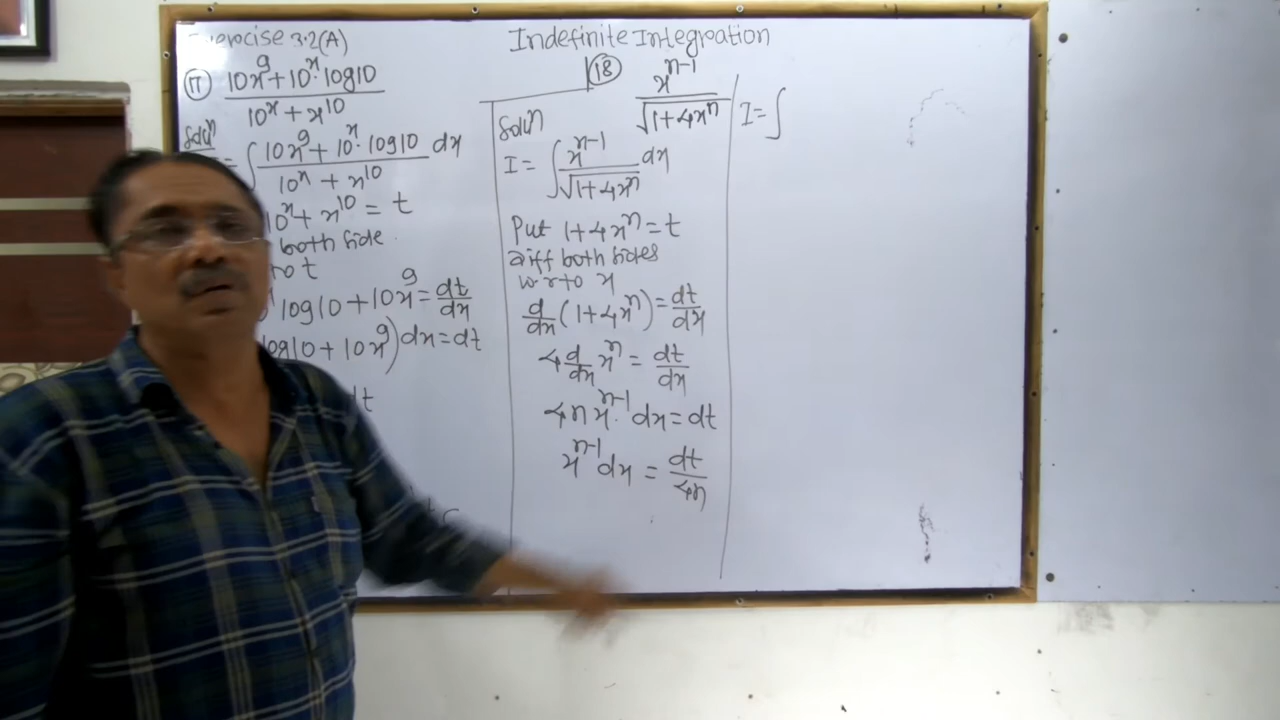 Exercise 3.2(A)
Indefinite Integration
17 10x^9 + 10^x · log10 / 10^x + x^10
Soln
= ∫ 10x^9 + 10^x · log10 / 10^x + x^10 dx
10^x + x^10 = t
both side
to t
log10 + 10x^9 = dt/dx
log10 + 10x^9) dx = dt
18 x^n-1 / √1+4x^n
Soln
I = ∫ x^n-1 / √1+4x^n dx
Put 1+4x^n = t
diff both sides
w r to x
d/dx (1+4x^n) = dt/dx
4 d/dx x^n = dt/dx
4n x^n-1 · dx = dt
x^n-1 dx = dt/4n
I = ∫